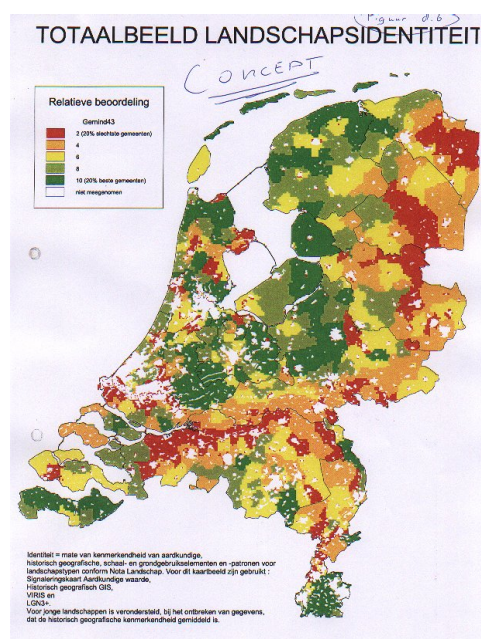 (Figuur 8.6)
TOTAALBEELD LANDSCHAPSIDENTITEIT
CONCEPT
Relatieve beoordeling
Gemind43
2 (20% slechtste gemeenten)
4
6
8
10 (20% beste gemeenten)
niet meegenomen
Identiteit = mate van kenmerkendheid van aardkundige,
historisch geografische, schaal- en grondgebruikselementen en -patronen voor
landschapstypen conform Nota Landschap. Voor dit kaartbeeld zijn gebruikt :
Signaleringskaart Aardkundige waarde,
Historisch geografisch GIS,
VIRIS en
LGN3+.
Voor jonge landschappen is verondersteld, bij het ontbreken van gegevens,
dat de historisch geografische kenmerkendheid gemiddeld is.